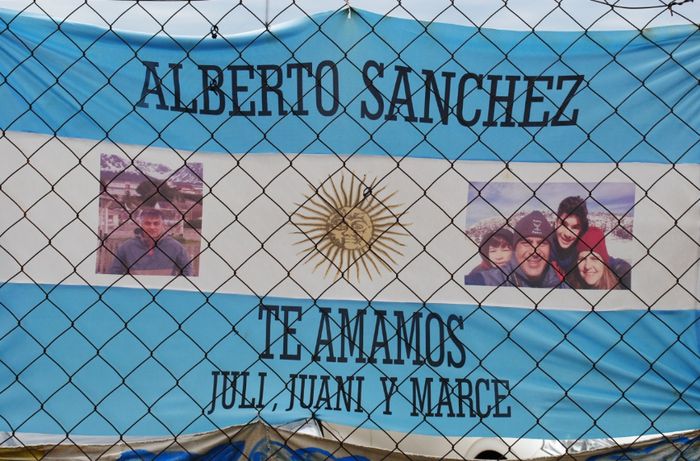 ALBERTO SANCHEZ
TE AMAMOS
JULI, JUANI Y MARCE